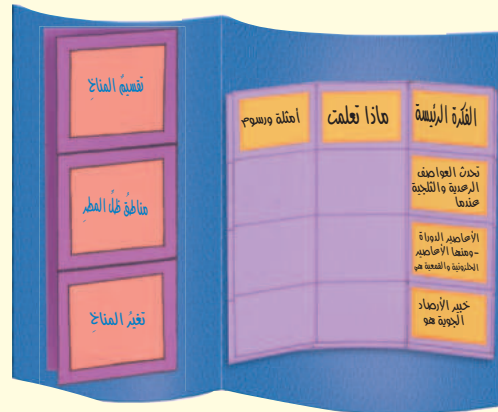 الفكرة الرئيسة
ماذا تعلمت
أمثلة ورسوم
تحدث العواصف
الرعدية والثلجية
عندما
الأعاصير الدوارة
-ومنها الأعاصير
الحلزونية والقمعية هي
خبير الأرصاد
الجوية هو
تقسيمُ المناخِ
مناطقُ ظلِّ المطرِ
تغيرُ المناخِ